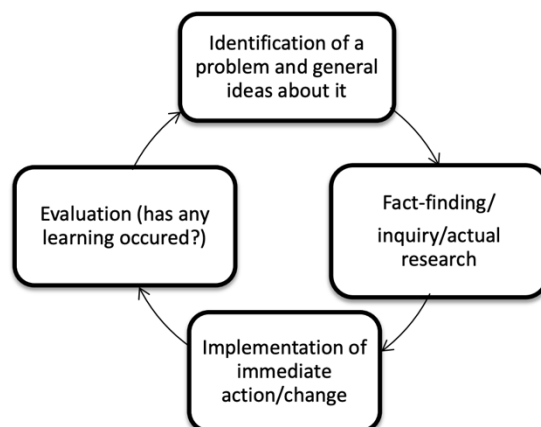 Identification of a
problem and general
ideas about it
Fact-finding/
inquiry/actual
research
Implementation of
immediate
action/change
Evaluation (has any
learning occured?)